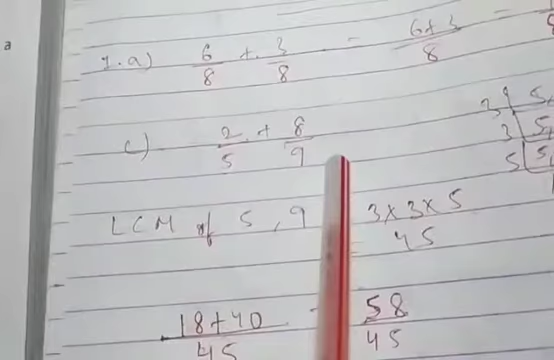 a
1.a) 6/8 + 3/8 = 6+3/8 =
c) 2/5 + 8/9
LCM of 5, 9 3×3×5
45
18+40/45 = 58/45